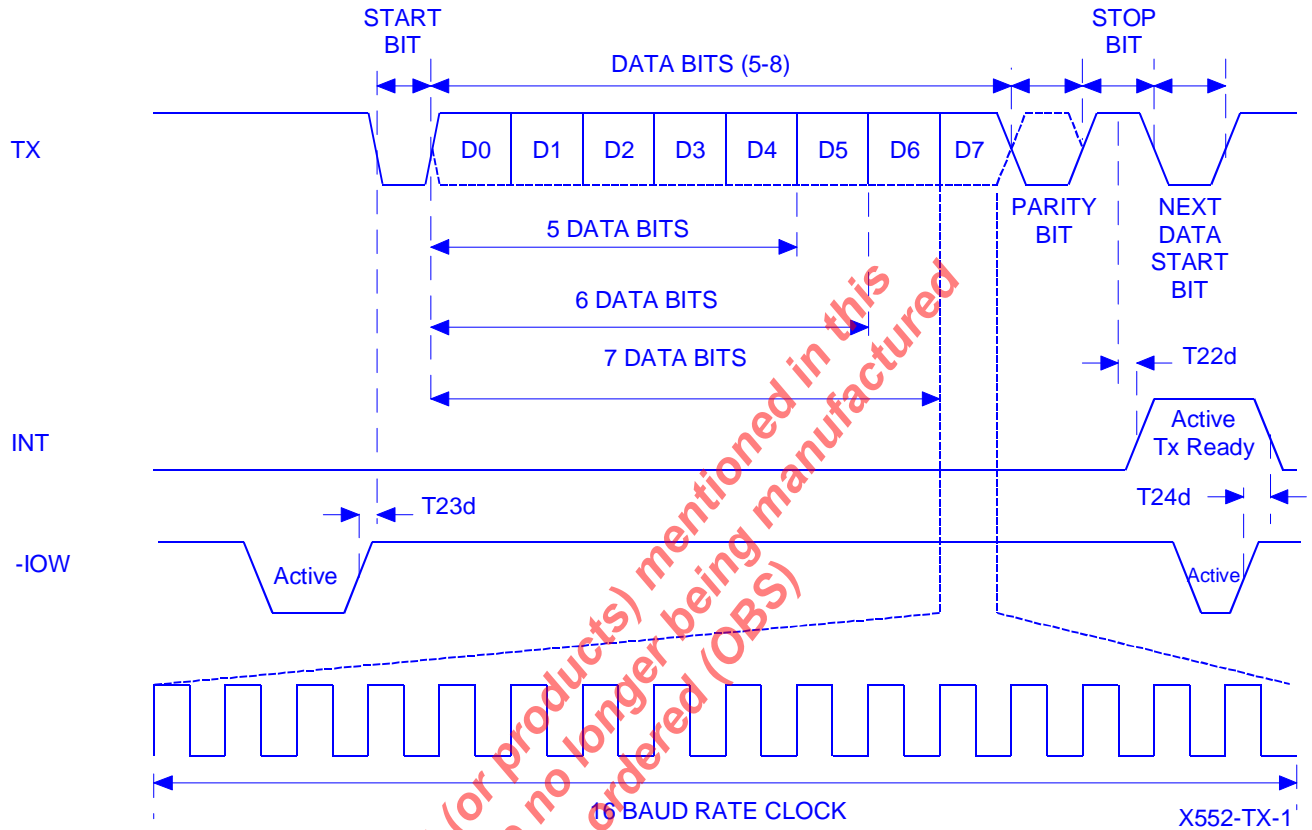 START
BIT
STOP
BIT
DATA BITS (5-8)
TX
D0 D1 D2 D3 D4 D5 D6 D7
PARITY
BIT
NEXT
DATA
START
BIT
5 DATA BITS
6 DATA BITS
7 DATA BITS
T22d
INT
Active
Tx Ready
T23d
T24d
-IOW
Active
Active
16 BAUD RATE CLOCK
X552-TX-1
(or products) mentioned in this
no longer being manufactured
ordered (OBS)